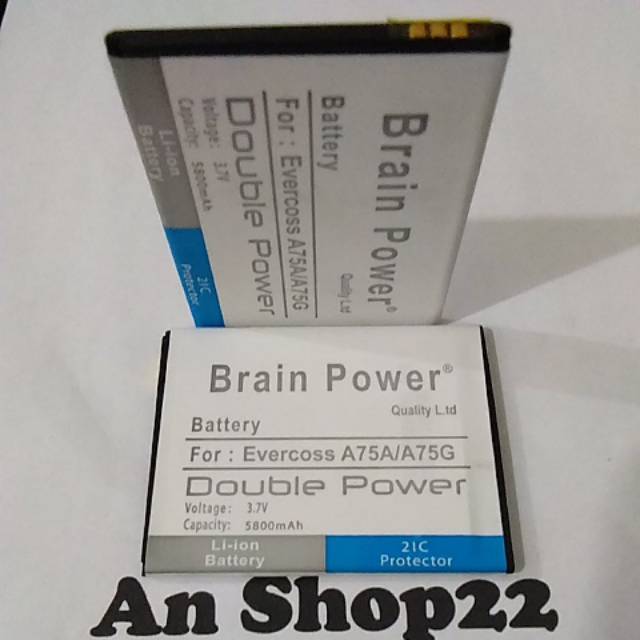 Brain Power®
Quality Ltd
Battery
For : Evercoss A75A/A75G
Double Power
Voltage: 3.7V
Capacity: 5800mAh
Li-ion
Battery
21C
Protector
Brain Power®
Quality L.td
Battery
For : Evercoss A75A/A75G
Double Power
Voltage: 3.7V
Capacity: 5800mAh
Li-ion
Battery
21C
Protector
An Shop22